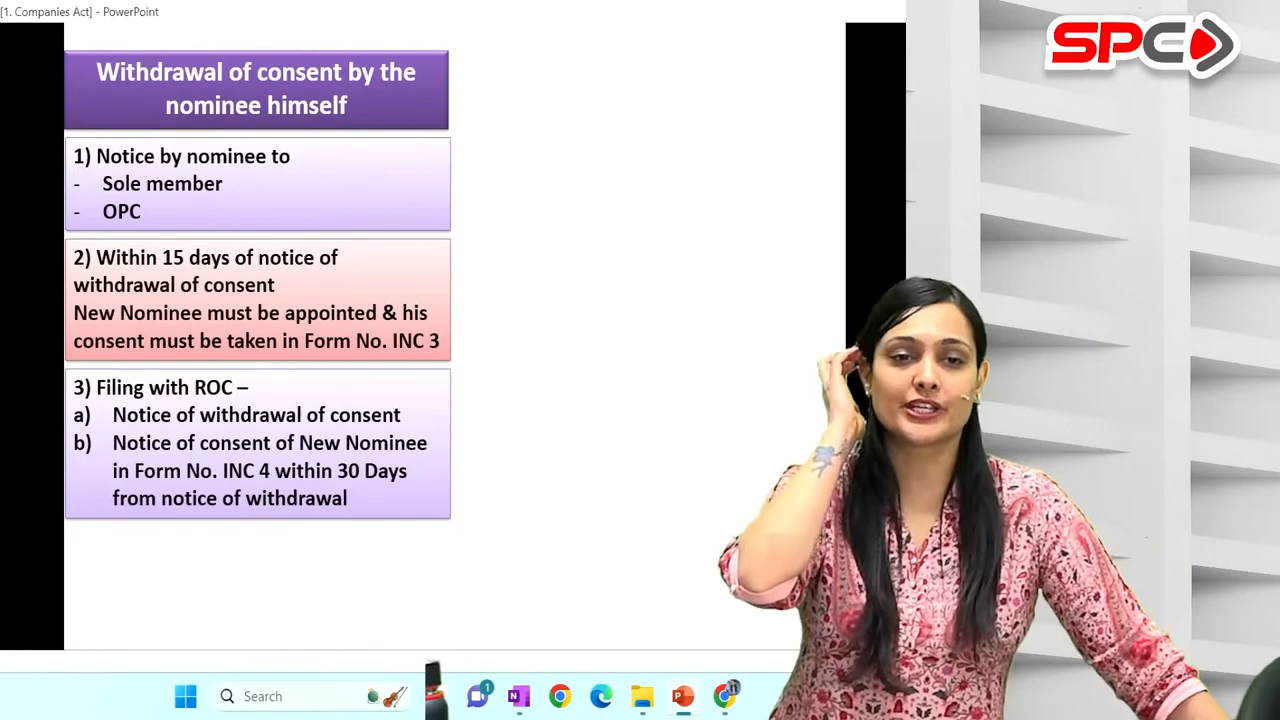 [1. Companies Act] - PowerPoint
SPC
Withdrawal of consent by the
nominee himself
1) Notice by nominee to
- Sole member
- OPC
2) Within 15 days of notice of
withdrawal of consent
New Nominee must be appointed & his
consent must be taken in Form No. INC 3
3) Filing with ROC –
a) Notice of withdrawal of consent
b) Notice of consent of New Nominee
in Form No. INC 4 within 30 Days
from notice of withdrawal
Search
1